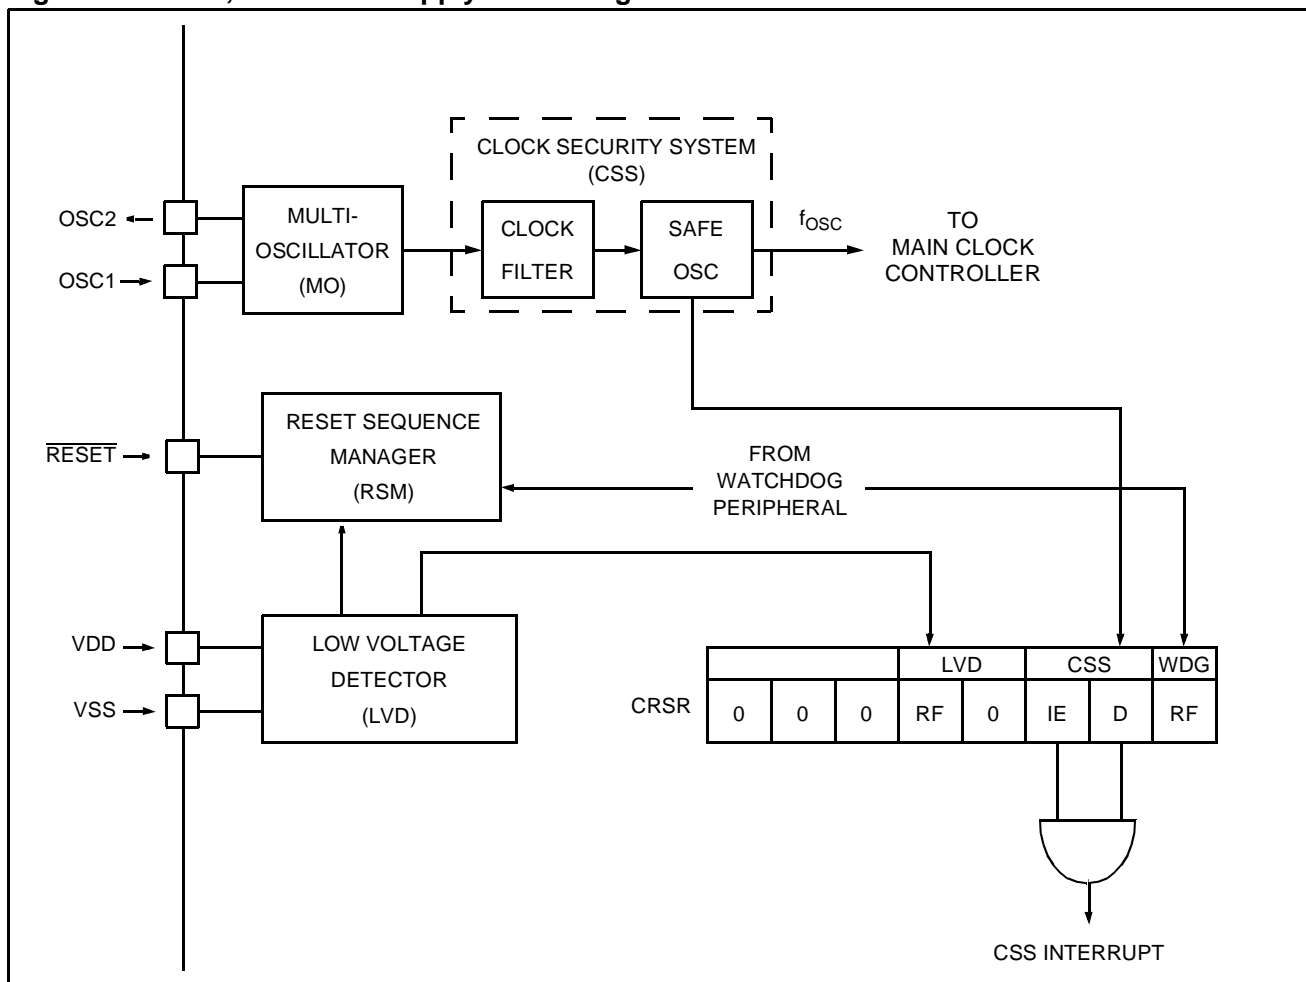 CLOCK SECURITY SYSTEM
(CSS)
OSC2
OSC1
MULTI-
OSCILLATOR
(MO)
CLOCK
FILTER
SAFE
OSC
fOSC
TO
MAIN CLOCK
CONTROLLER
RESET
RESET SEQUENCE
MANAGER
(RSM)
FROM
WATCHDOG
PERIPHERAL
VDD
VSS
LOW VOLTAGE
DETECTOR
(LVD)
LVD CSS WDG
CRSR 0 0 0 RF 0 IE D RF
CSS INTERRUPT